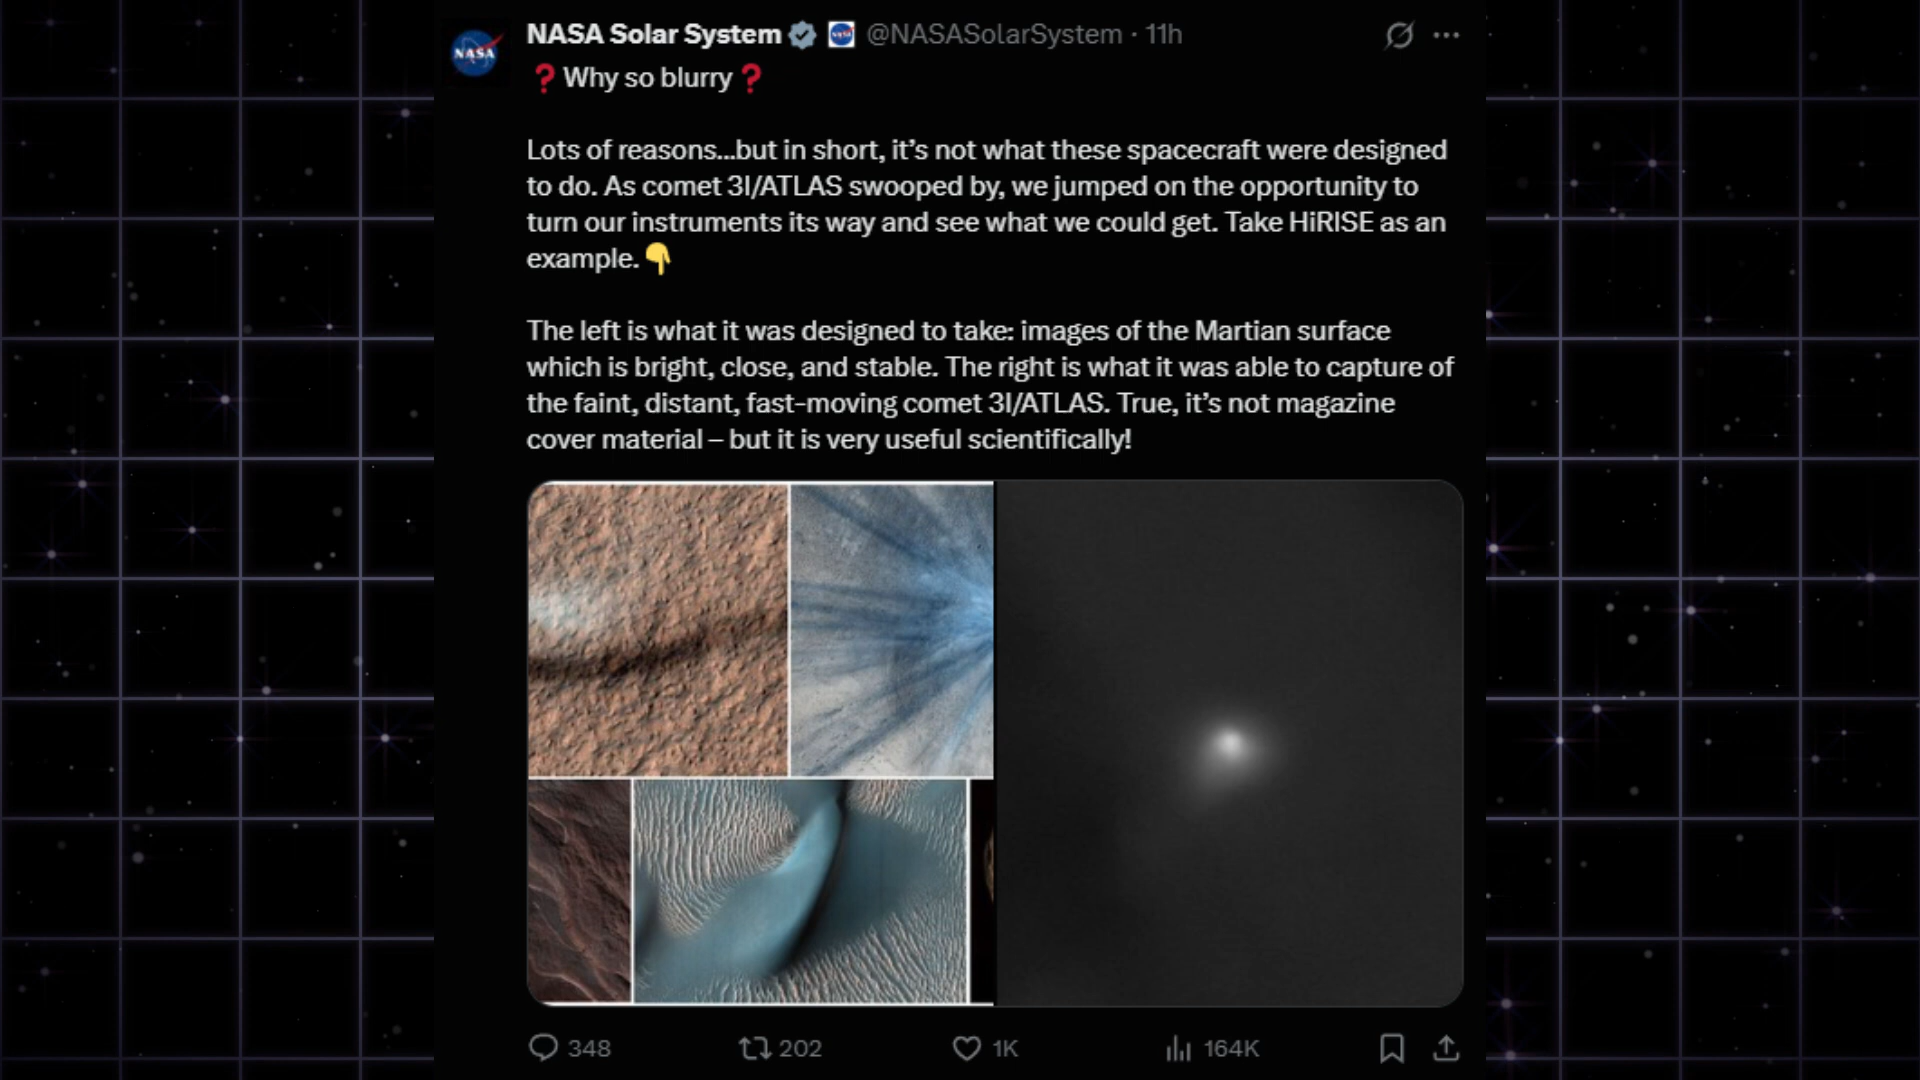 NASA
NASA Solar System NASA @NASASolarSystem · 11h
❓Why so blurry❓
Lots of reasons...but in short, it's not what these spacecraft were designed
to do. As comet 3I/ATLAS swooped by, we jumped on the opportunity to
turn our instruments its way and see what we could get. Take HiRISE as an
example. 👇
The left is what it was designed to take: images of the Martian surface
which is bright, close, and stable. The right is what it was able to capture of
the faint, distant, fast-moving comet 3I/ATLAS. True, it's not magazine
cover material – but it is very useful scientifically!
348 202 1K 164K